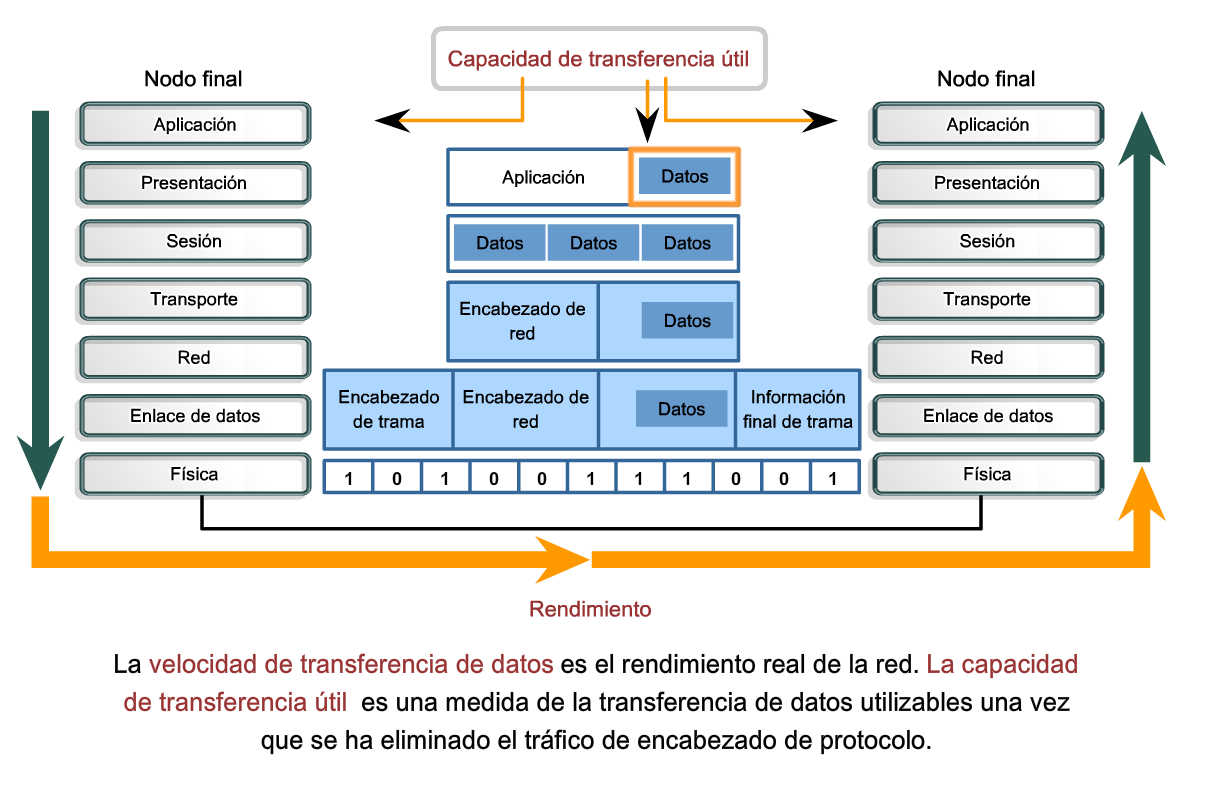 Capacidad de transferencia útil
Nodo final
Nodo final
Aplicación
Presentación
Sesión
Transporte
Red
Enlace de datos
Física
Aplicación
Datos
Datos
Datos
Datos
Encabezado de
red
Datos
Encabezado
de trama
Encabezado de
red
Datos
Información
final de trama
1 0 1 0 0 1 1 1 0 0 1
Aplicación
Presentación
Sesión
Transporte
Red
Enlace de datos
Física
Rendimiento
La velocidad de transferencia de datos es el rendimiento real de la red. La capacidad
de transferencia útil es una medida de la transferencia de datos utilizables una vez
que se ha eliminado el tráfico de encabezado de protocolo.